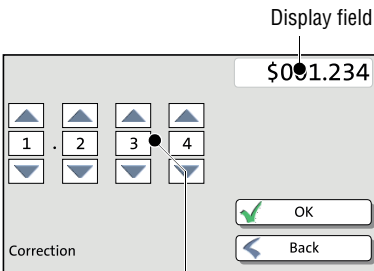 Display field
$001.234
1 . 2 3 4
OK
Correction
Back